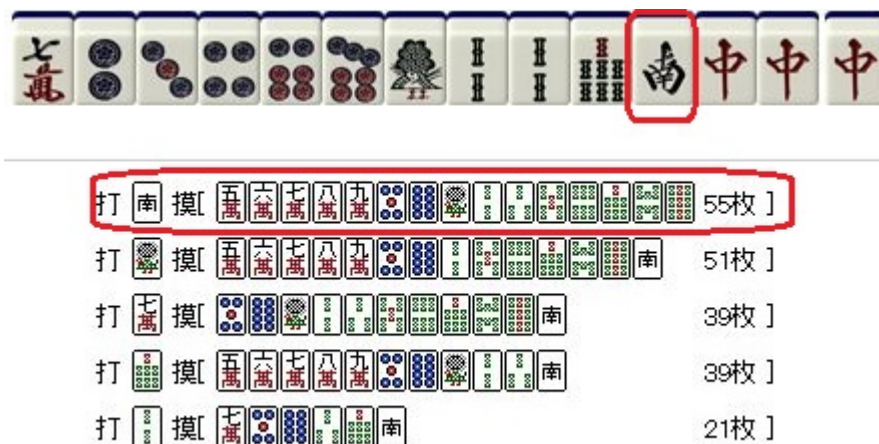 七萬 南 中 中 中
打 南 摸[ 五萬 六萬 七萬 八萬 九萬 55枚 ]
打 摸[ 五萬 六萬 七萬 八萬 九萬 南 51枚 ]
打 七萬 摸[ 南 39枚 ]
打 摸[ 五萬 六萬 七萬 八萬 九萬 南 39枚 ]
打 摸[ 七萬 南 21枚 ]